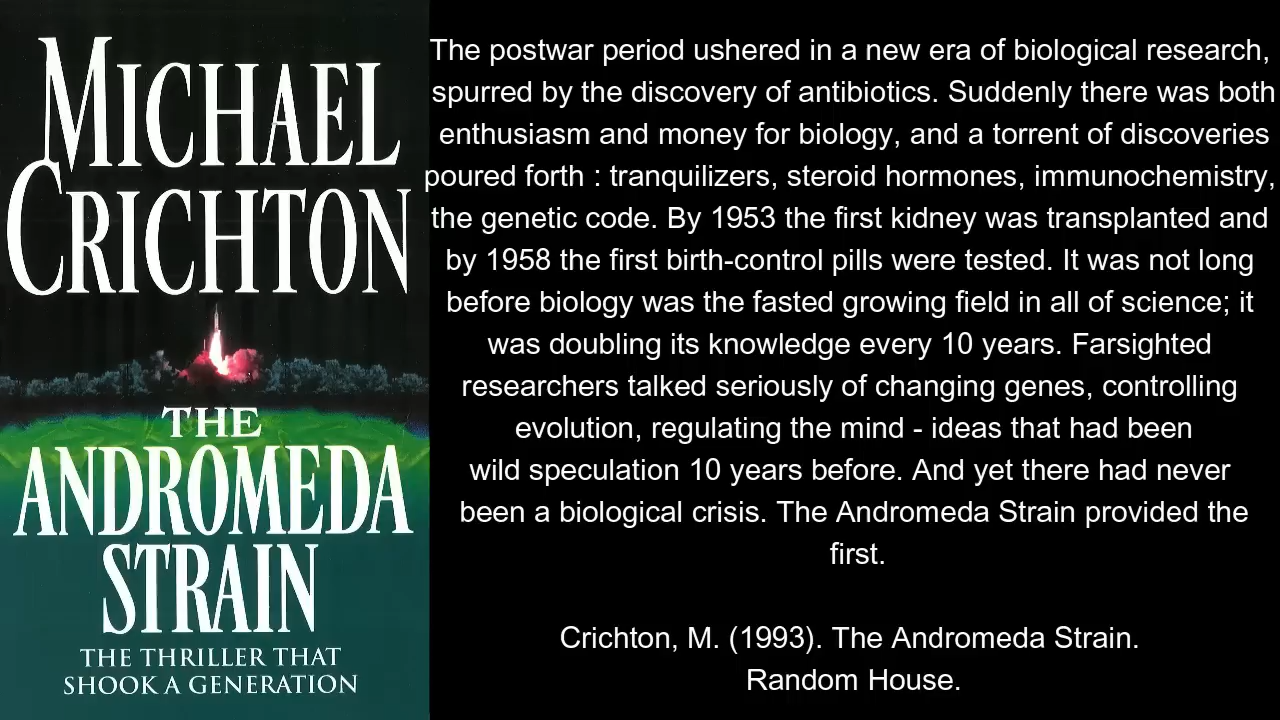 MICHAEL
CRICHTON
THE
ANDROMEDA
STRAIN
THE THRILLER THAT
SHOOK A GENERATION
The postwar period ushered in a new era of biological research,
spurred by the discovery of antibiotics. Suddenly there was both
enthusiasm and money for biology, and a torrent of discoveries
poured forth : tranquilizers, steroid hormones, immunochemistry,
the genetic code. By 1953 the first kidney was transplanted and
by 1958 the first birth-control pills were tested. It was not long
before biology was the fasted growing field in all of science; it
was doubling its knowledge every 10 years. Farsighted
researchers talked seriously of changing genes, controlling
evolution, regulating the mind - ideas that had been
wild speculation 10 years before. And yet there had never
been a biological crisis. The Andromeda Strain provided the
first.
Crichton, M. (1993). The Andromeda Strain.
Random House.